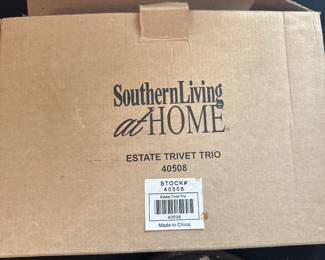 SouthernLiving
at HOME®
ESTATE TRIVET TRIO
40508
STOCK#
40508
Estate Trivet Trio
40508
Made in China